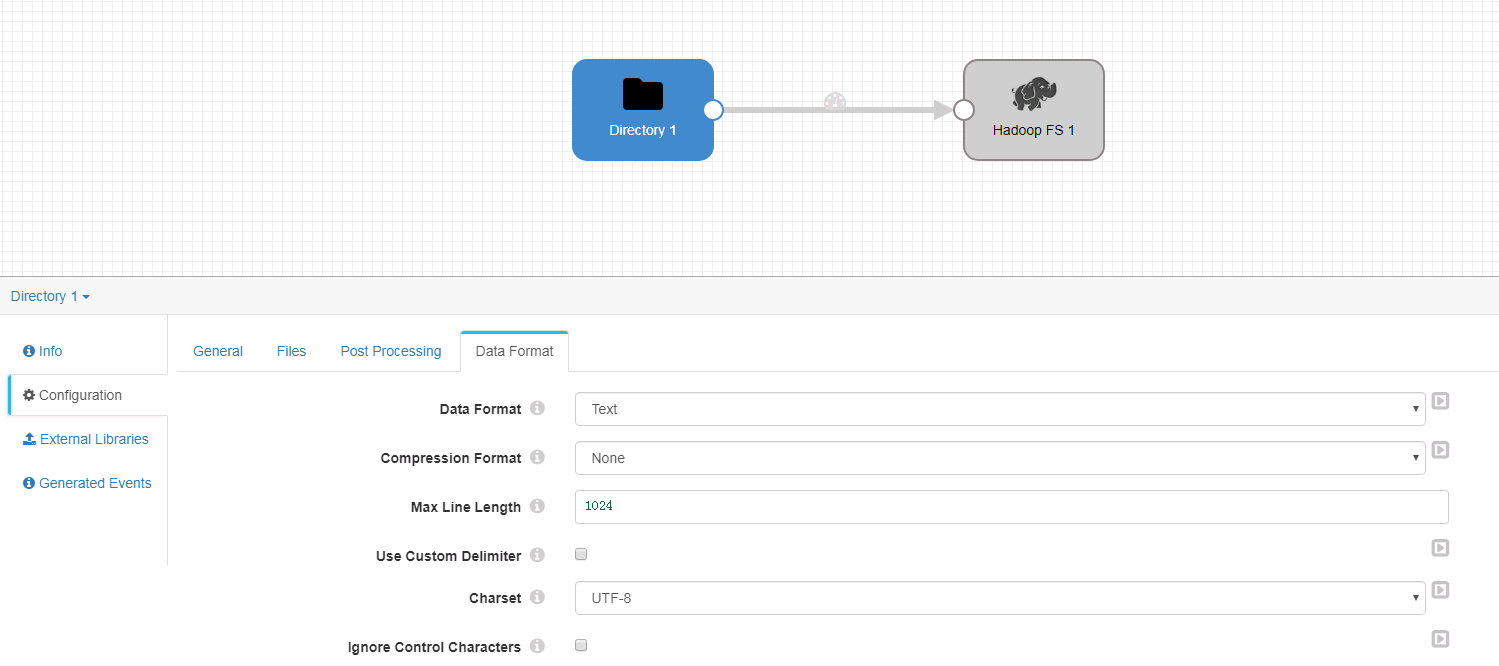 Directory 1
Hadoop FS 1
Directory 1
Info
Configuration
External Libraries
Generated Events
General Files Post Processing Data Format
Data Format Text
Compression Format None
Max Line Length 1024
Use Custom Delimiter
Charset UTF-8
Ignore Control Characters